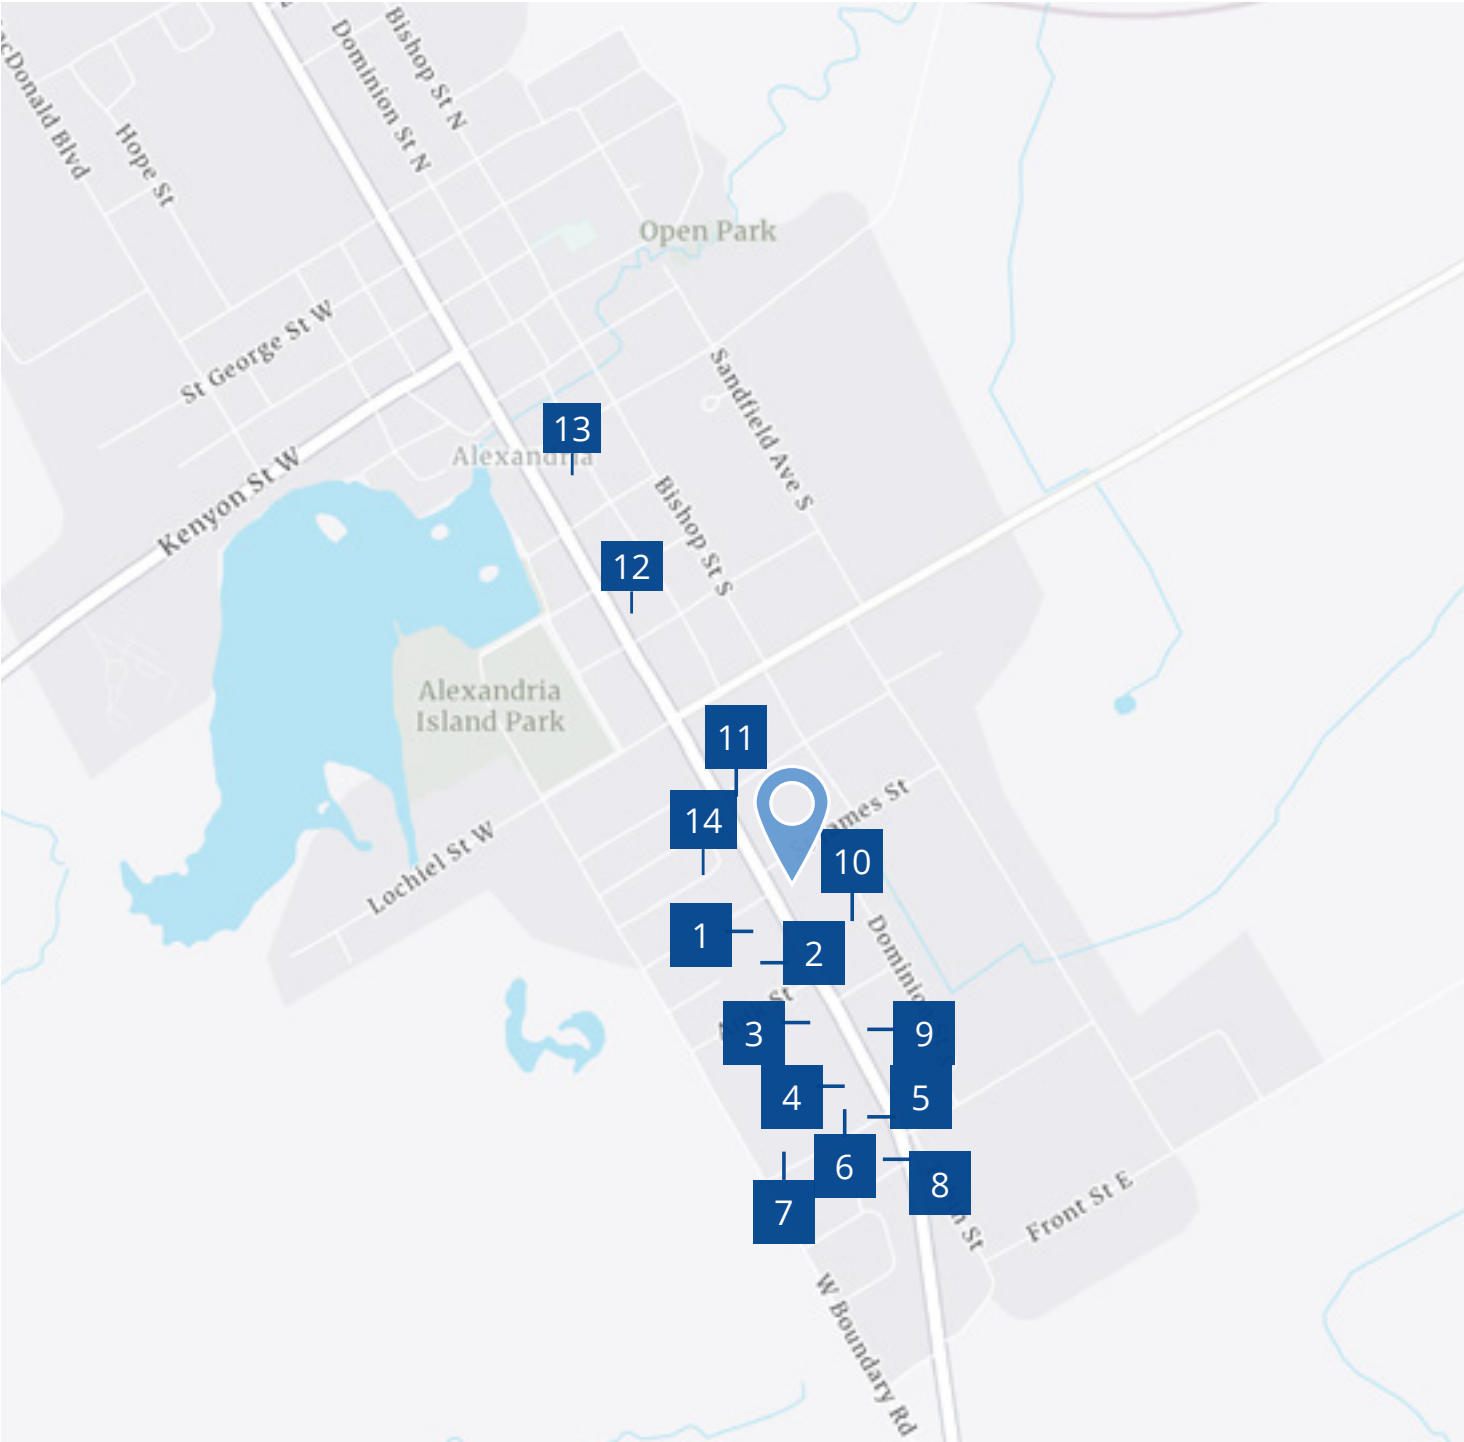 Bishop St N
Dominion St N
Hope St
Open Park
St George St W
Sandfield Ave S
13
Alexandria
Kenyon St W
Bishop St S
12
Alexandria
Island Park
11
14
10
Lochiel St W
1
2
3
9
4
5
6
8
7
Front St E
W Boundary Rd